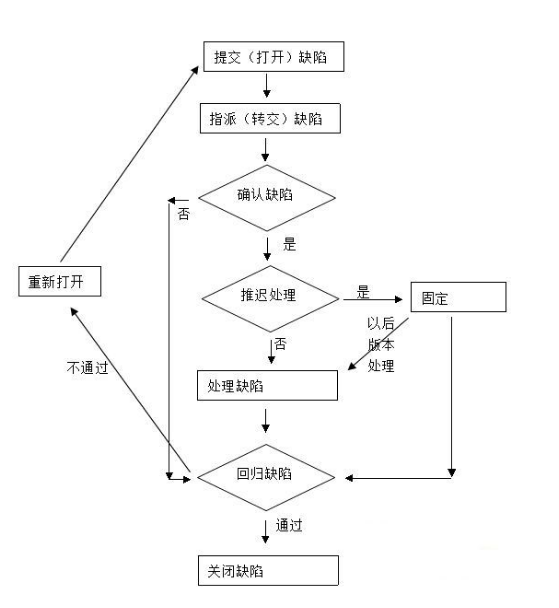 提交（打开）缺陷
指派（转交）缺陷
确认缺陷
否
是
重新打开
推迟处理
是
固定
以后
版本
处理
否
不通过
处理缺陷
回归缺陷
通过
关闭缺陷